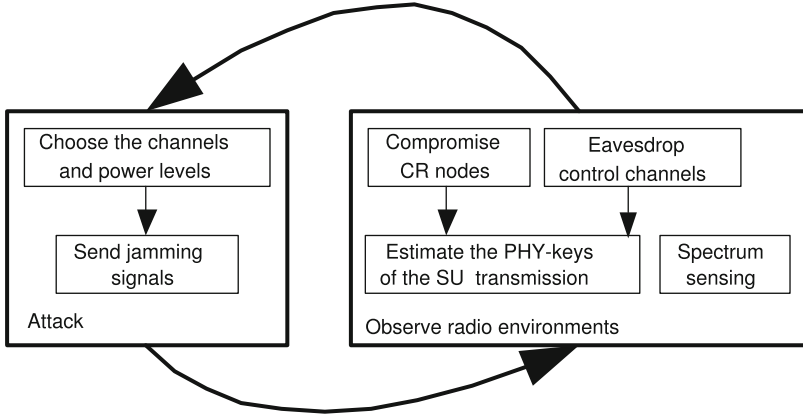 Choose the channels
and power levels
Send jamming
signals
Attack
Compromise
CR nodes
Eavesdrop
control channels
Estimate the PHY-keys
of the SU transmission
Spectrum
sensing
Observe radio environments